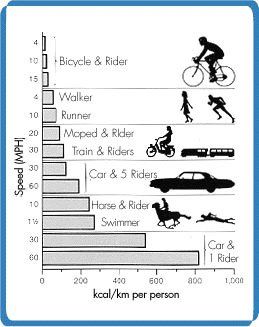 4
10 Bicycle & Rider
15
4 Walker
10 Runner
20 Moped & Rider
30 Train & Riders
30 Car & 5 Riders
60
10 Horse & Rider
1½ Swimmer
30 Car &
60 1 Rider
Speed (MPH)
0 200 400 600 800 1,000
kcal/km per person